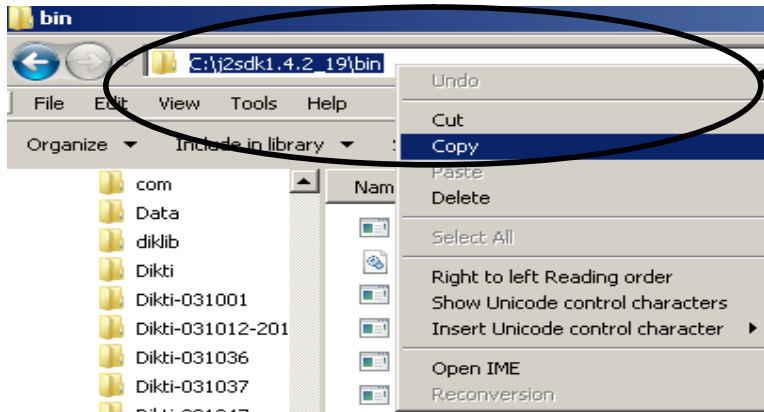 bin
C:\j2sdk1.4.2_19\bin
File Edit View Tools Help
Organize Include in library
com
Data
diklib
Dikti
Dikti-031001
Dikti-031012-201
Dikti-031036
Dikti-031037
Nam
Undo
Cut
Copy
Paste
Delete
Select All
Right to left Reading order
Show Unicode control characters
Insert Unicode control character
Open IME
Reconversion